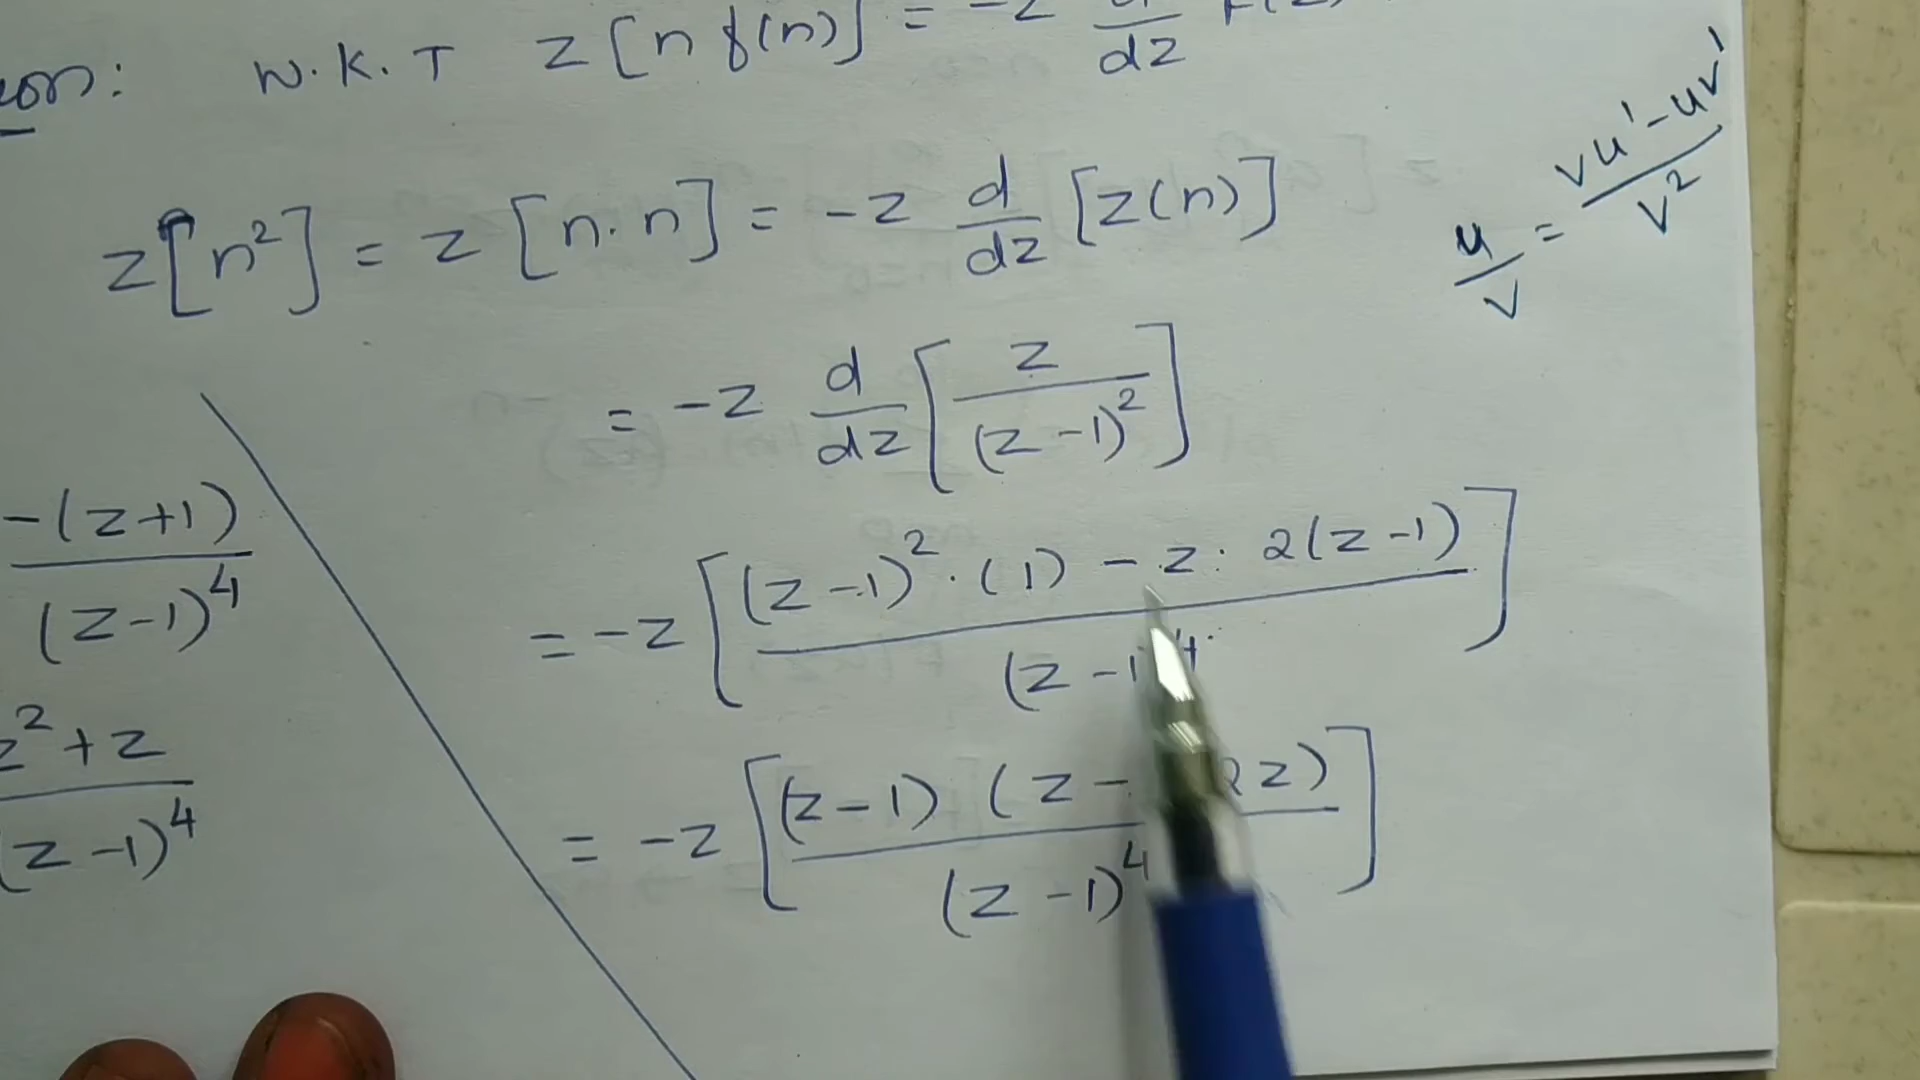 W.K.T Z[n f(n)] = -z d/dz
Z[n²] = Z[n.n] = -z d/dz [Z(n)]
u/v = (vu' - uv')/v²
= -z d/dz [z/(z-1)²]
= -z [((z-1)².(1) - z.2(z-1))/(z-1)⁴]
= -z [((z-1)(z- 2z))/(z-1)⁴]
-(z+1)/(z-1)⁴
z²+z/(z-1)⁴